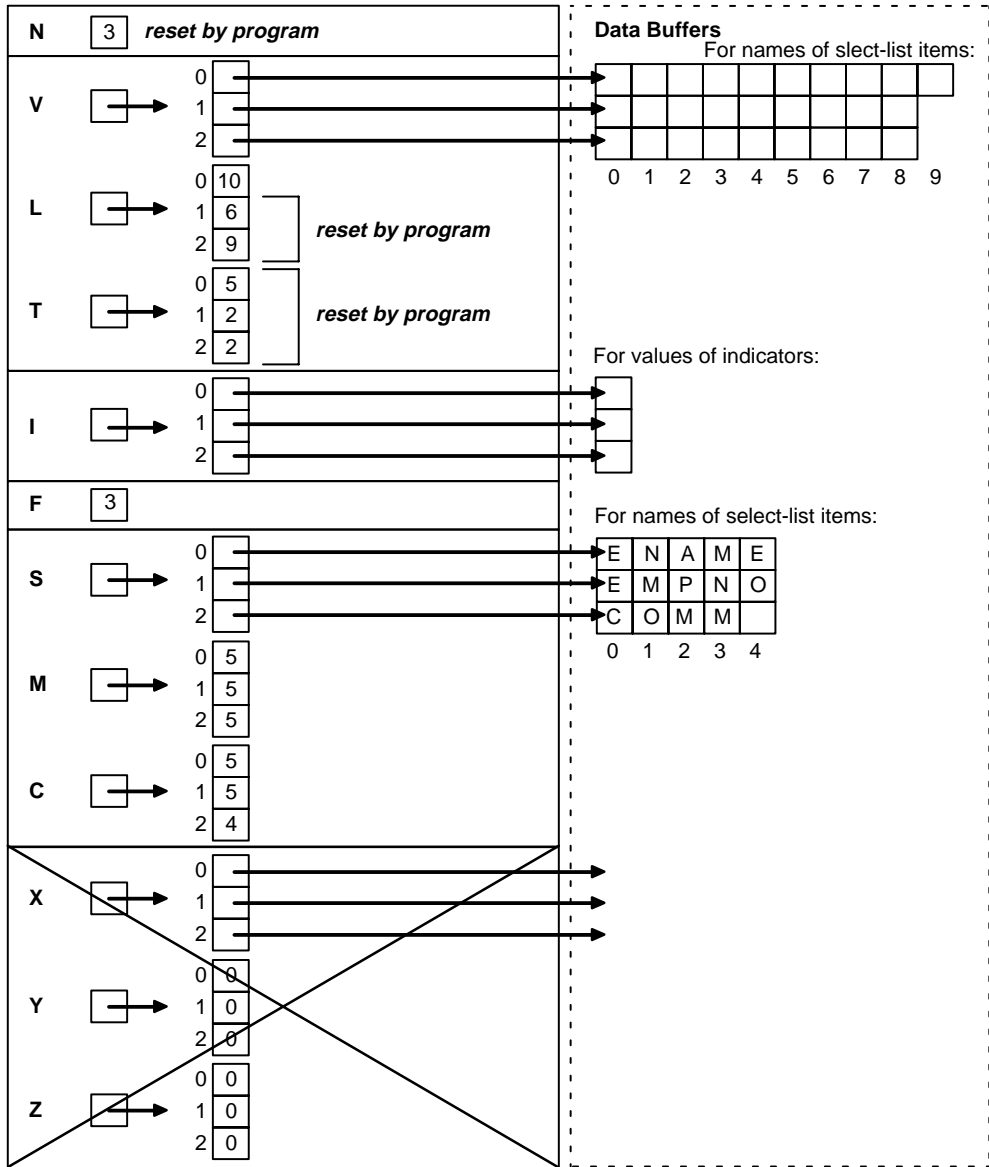 N 3 reset by program
Data Buffers
For names of slect-list items:
V
0
1
2
0 1 2 3 4 5 6 7 8 9
L
0 10
1 6
2 9
reset by program
T
0 5
1 2
2 2
reset by program
For values of indicators:
I
0
1
2
F 3
For names of select-list items:
S
0
1
2
E N A M E
E M P N O
C O M M
0 1 2 3 4
M
0 5
1 5
2 5
C
0 5
1 5
2 4
X
0
1
2
Y
0 0
1 0
2 0
Z
0 0
1 0
2 0